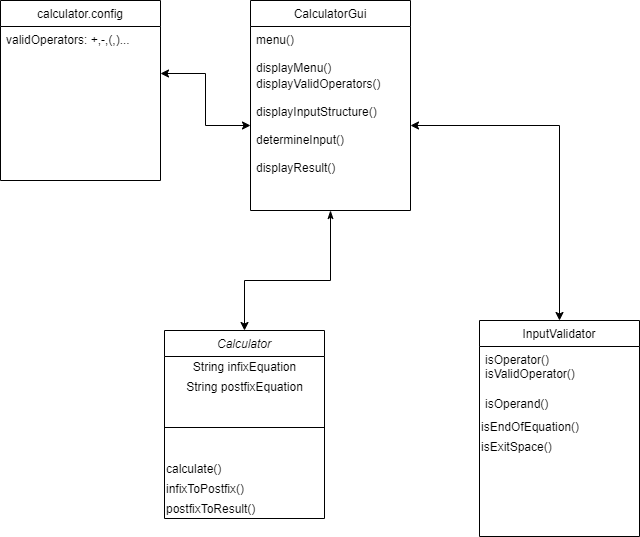 calculator.config
validOperators: +,-,(,)...
CalculatorGui
menu()
displayMenu()
displayValidOperators()
displayInputStructure()
determineInput()
displayResult()
Calculator
String infixEquation
String postfixEquation
calculate()
infixToPostfix()
postfixToResult()
InputValidator
isOperator()
isValidOperator()
isOperand()
isEndOfEquation()
isExitSpace()